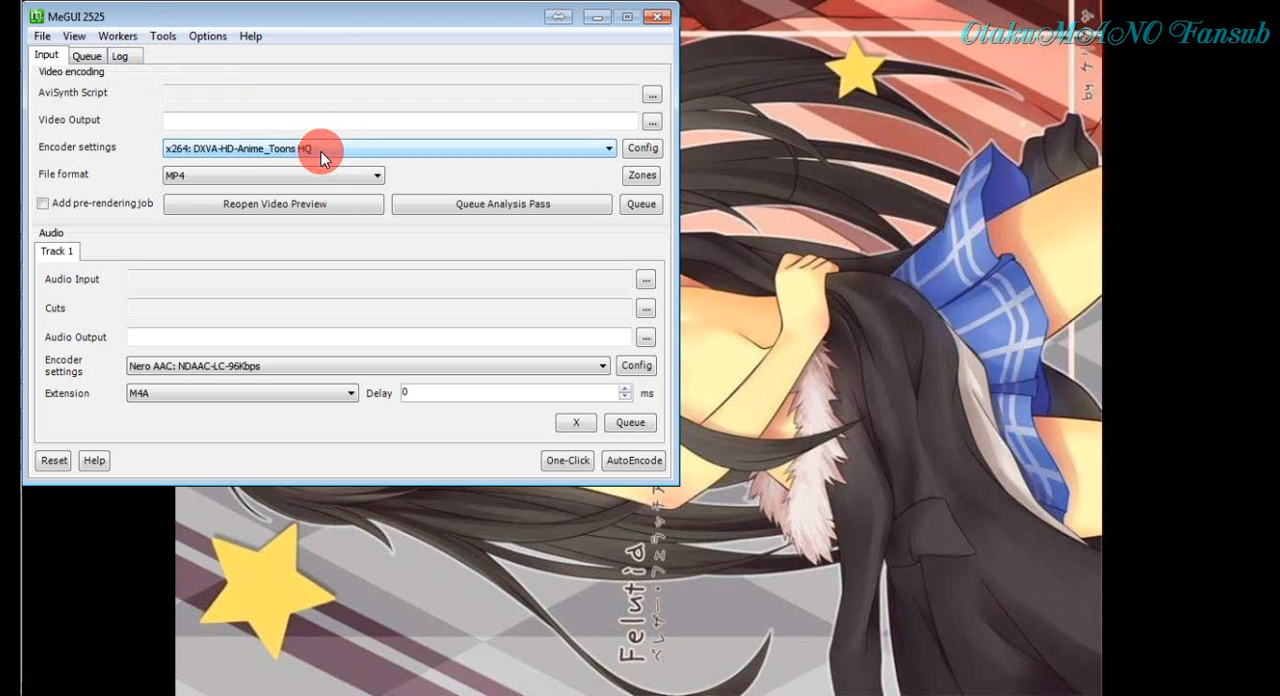 MeGUI 2525
OtakuMANO Fansub
File View Workers Tools Options Help
Input Queue Log
Video encoding
AviSynth Script ...
Video Output ...
Encoder settings x264: DXVA-HD-Anime_Toons HQ Config
File format MP4 Zones
Add pre-rendering job Reopen Video Preview Queue Analysis Pass Queue
Audio
Track 1
Audio Input ...
Cuts ...
Audio Output ...
Encoder
settings Nero AAC: NDAAC-LC-96Kbps Config
Extension M4A Delay 0 ms
X Queue
Reset Help One-Click AutoEncode
Felutia